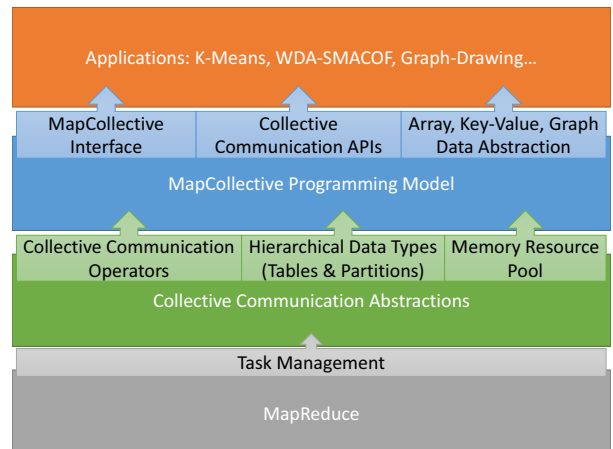 Applications: K-Means, WDA-SMACOF, Graph-Drawing...
MapCollective
Interface
Collective
Communication APIs
Array, Key-Value, Graph
Data Abstraction
MapCollective Programming Model
Collective Communication
Operators
Hierarchical Data Types
(Tables & Partitions)
Memory Resource
Pool
Collective Communication Abstractions
Task Management
MapReduce